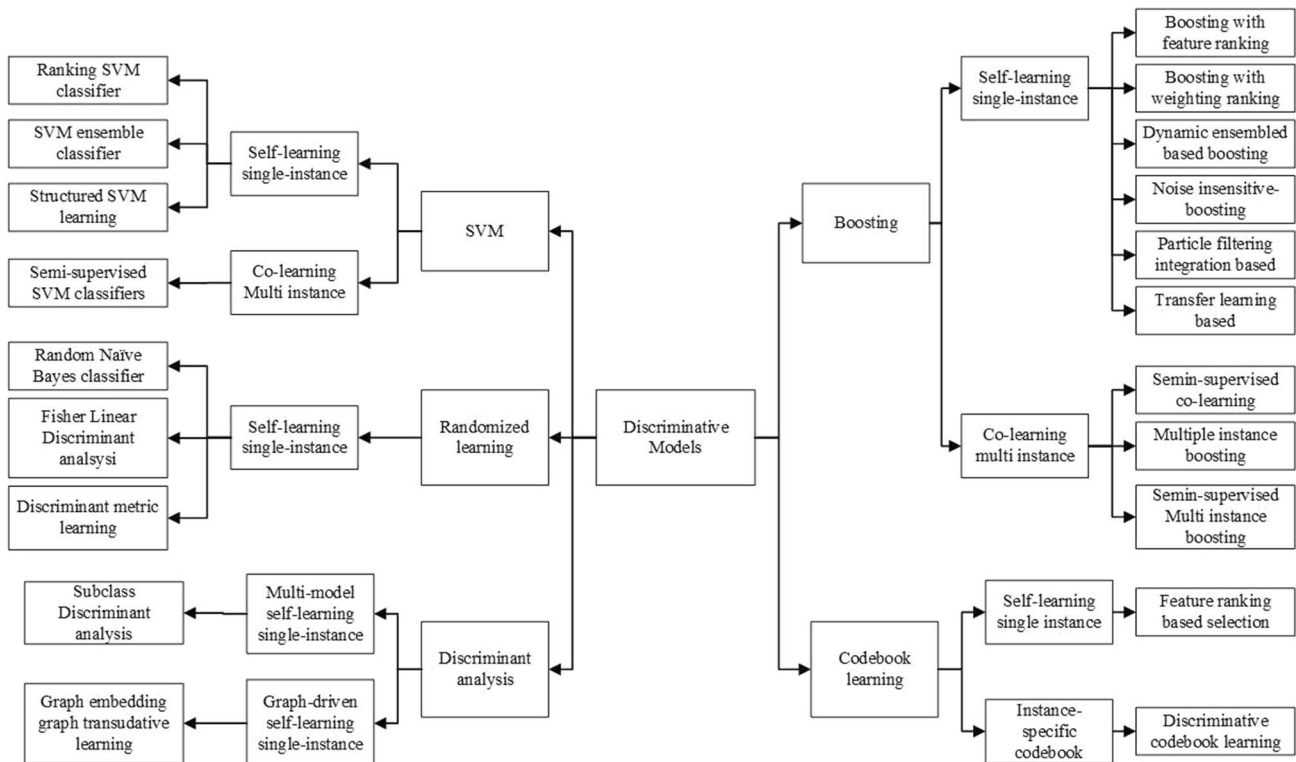 Ranking SVM
classifier
SVM ensemble
classifier
Structured SVM
learning
Semi-supervised
SVM classifiers
Self-learning
single-instance
Co-learning
Multi instance
SVM
Random Naïve
Bayes classifier
Fisher Linear
Discriminant
analsysi
Discriminant metric
learning
Self-learning
single-instance
Randomized
learning
Subclass
Discriminant
analysis
Graph embedding
graph transudative
learning
Multi-model
self-learning
single-instance
Graph-driven
self-learning
single-instance
Discriminant
analysis
Discriminative
Models
Boosting
Self-learning
single-instance
Boosting with
feature ranking
Boosting with
weighting ranking
Dynamic ensembled
based boosting
Noise insensitive-
boosting
Particle filtering
integration based
Transfer learning
based
Co-learning
multi instance
Semin-supervised
co-learning
Multiple instance
boosting
Semin-supervised
Multi instance
boosting
Codebook
learning
Self-learning
single instance
Feature ranking
based selection
Instance-
specific
codebook
Discriminative
codebook learning